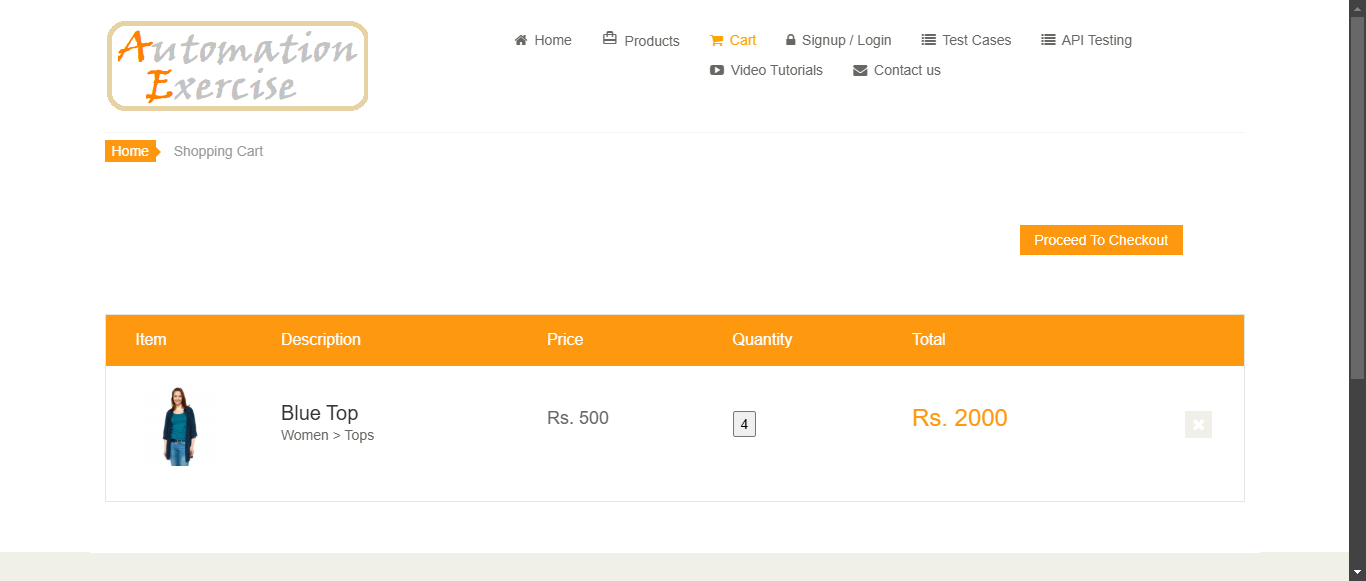 Automation
Exercise
Home Products Cart Signup / Login Test Cases API Testing
Video Tutorials Contact us
Home Shopping Cart
Proceed To Checkout
Item Description Price Quantity Total
Blue Top Rs. 500 4 Rs. 2000
Women > Tops